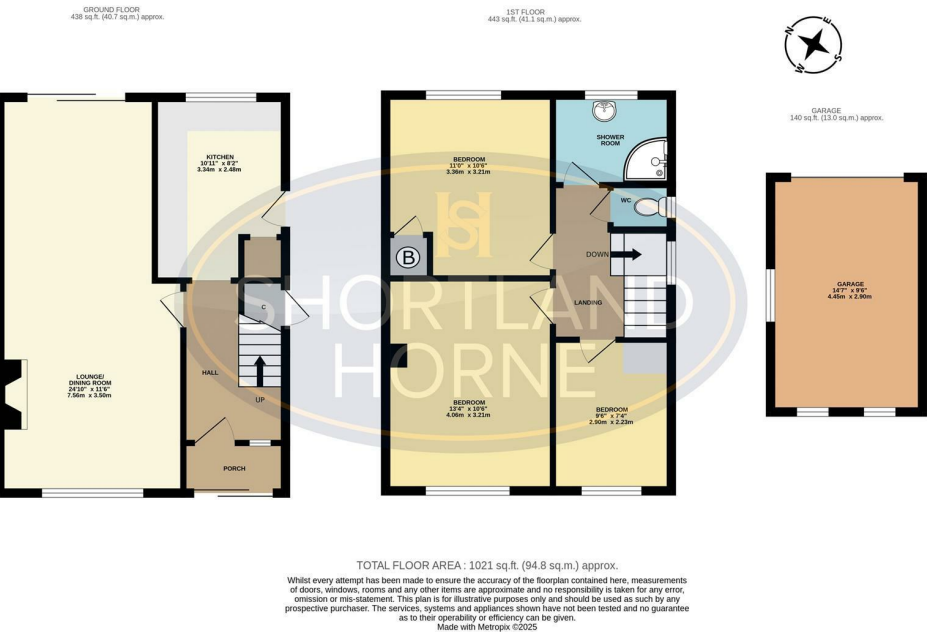 GROUND FLOOR
438 sq.ft. (40.7 sq.m.) approx.
1ST FLOOR
443 sq.ft. (41.1 sq.m.) approx.
N
E
S
W
GARAGE
140 sq.ft. (13.0 sq.m.) approx.
KITCHEN
10'11" x 8'2"
3.34m x 2.48m
BEDROOM
11'0" x 10'6"
3.36m x 3.21m
SHOWER
ROOM
WC
B
DOWN
LANDING
C
HALL
UP
PORCH
LOUNGE/
DINING ROOM
24'10" x 11'6"
7.56m x 3.50m
BEDROOM
13'4" x 10'6"
4.06m x 3.21m
BEDROOM
9'6" x 7'4"
2.90m x 2.23m
GARAGE
14'7" x 9'6"
4.45m x 2.90m
SH
SHORTLAND
HORNE
TOTAL FLOOR AREA : 1021 sq.ft. (94.8 sq.m.) approx.
Whilst every attempt has been made to ensure the accuracy of the floorplan contained here, measurements
of doors, windows, rooms and any other items are approximate and no responsibility is taken for any error,
omission or mis-statement. This plan is for illustrative purposes only and should be used as such by any
prospective purchaser. The services, systems and appliances shown have not been tested and no guarantee
as to their operability or efficiency can be given.
Made with Metropix ©2025